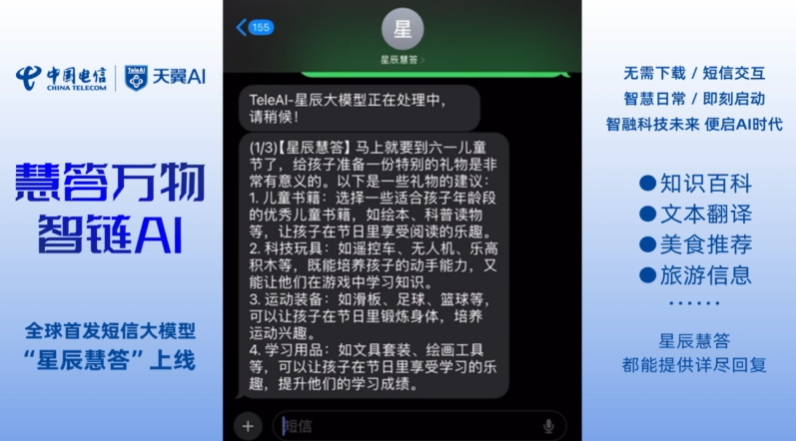 中国电信
CHINA TELECOM
TeleAI
天翼AI
慧答万物
智链AI
全球首发短信大模型
“星辰慧答”上线
155
星
星辰慧答
TeleAI-星辰大模型正在处理中，
请稍候！
(1/3)【星辰慧答】马上就要到六一儿童
节了，给孩子准备一份特别的礼物是非
常有意义的。以下是一些礼物的建议：
1. 儿童书籍：选择一些适合孩子年龄段
的优秀儿童书籍，如绘本、科普读物
等，让孩子在节日里享受阅读的乐趣。
2. 科技玩具：如遥控车、无人机、乐高
积木等，既能培养孩子的动手能力，又
能让他们在游戏中学习知识。
3. 运动装备：如滑板、足球、篮球等，
可以让孩子在节日里锻炼身体，培养
运动兴趣。
4. 学习用品：如文具套装、绘画工具
等，可以让孩子在节日里享受学习的乐
趣，提升他们的学习成绩。
短信
无需下载 / 短信交互
智慧日常 / 即刻启动
智融科技未来 便启AI时代
●知识百科
●文本翻译
●美食推荐
●旅游信息
······
星辰慧答
都能提供详尽回复